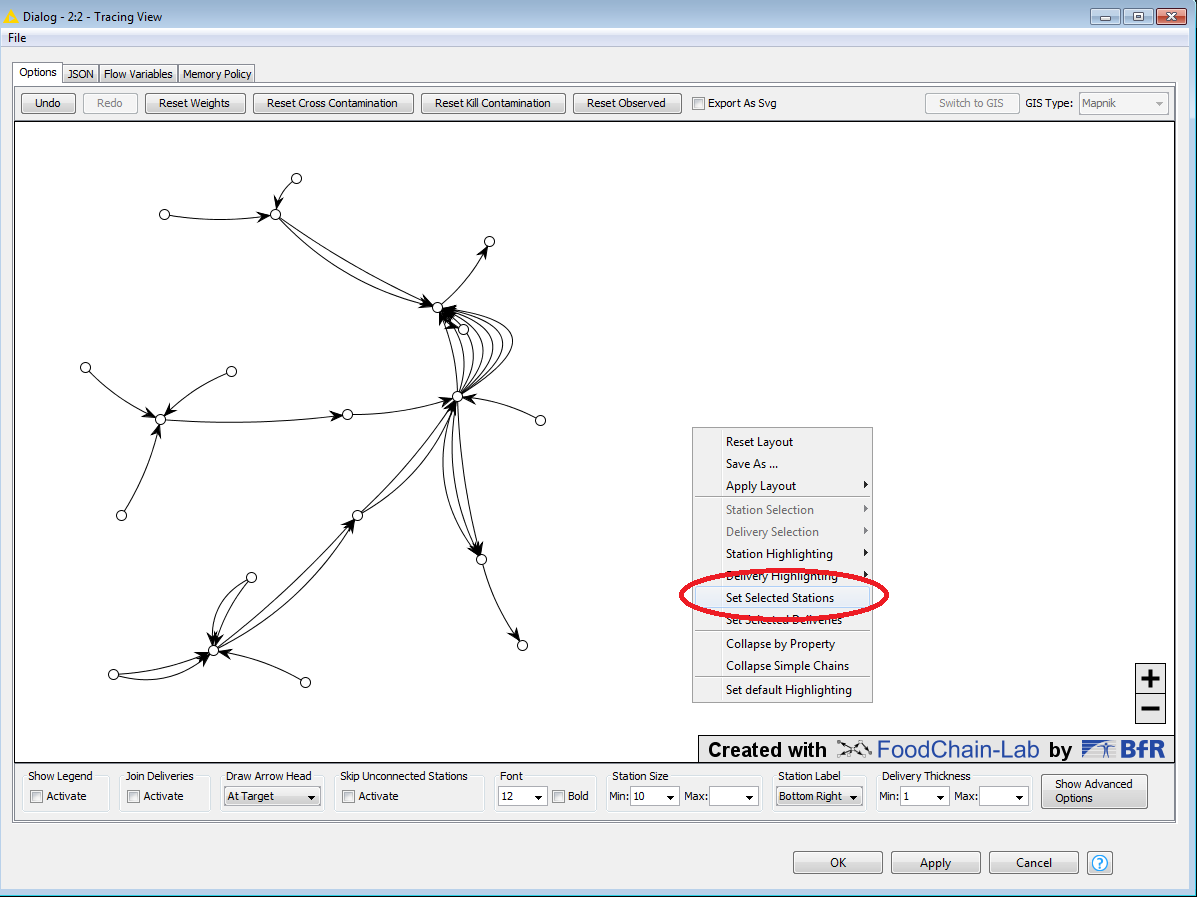 Dialog - 2:2 - Tracing View
File
Options JSON Flow Variables Memory Policy
Undo Redo Reset Weights Reset Cross Contamination Reset Kill Contamination Reset Observed Export As Svg Switch to GIS GIS Type: Mapnik
Reset Layout
Save As ...
Apply Layout
Station Selection
Delivery Selection
Station Highlighting
Delivery Highlighting
Set Selected Stations
Set Selected Deliveries
Collapse by Property
Collapse Simple Chains
Set default Highlighting
+
−
Created with FoodChain-Lab by BfR
Show Legend Join Deliveries Draw Arrow Head Skip Unconnected Stations Font Station Size Station Label Delivery Thickness
Activate Activate At Target Activate 12 Bold Min: 10 Max: Bottom Right Min: 1 Max: Show Advanced
Options
OK Apply Cancel ?